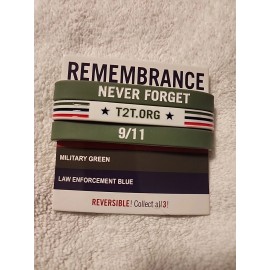 REMEMBRANCE
NEVER FORGET
★ T2T.ORG ★
9/11
MILITARY GREEN
LAW ENFORCEMENT BLUE
REVERSIBLE! Collect all 3!